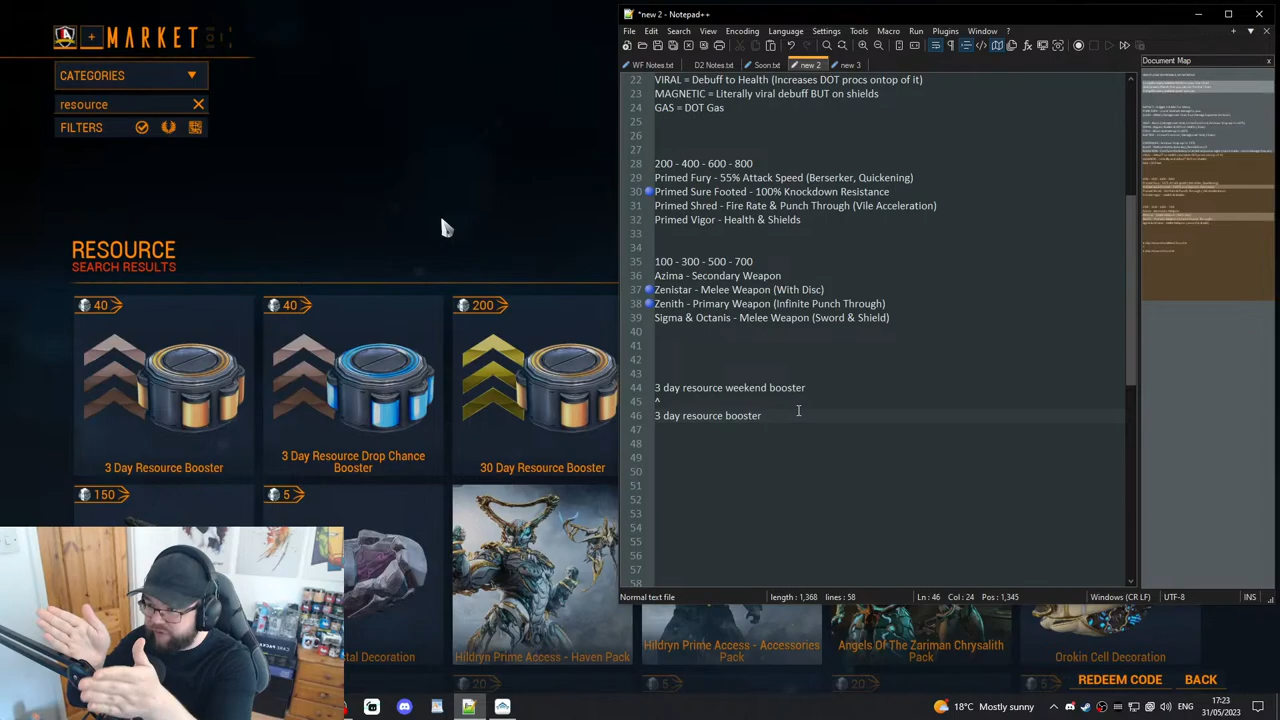 MARKET
CATEGORIES
resource
FILTERS
RESOURCE
SEARCH RESULTS
40
3 Day Resource Booster
40
3 Day Resource Drop Chance
Booster
200
30 Day Resource Booster
150
5
Hildryn Prime Access - Haven Pack
Hildryn Prime Access - Accessories
Pack
Angels Of The Zariman Chrysalith
Pack
Orokin Cell Decoration
20
5
20
REDEEM CODE
BACK
*new 2 - Notepad++
File Edit Search View Encoding Language Settings Tools Macro Run Plugins Window ?
WF Notes.txt D2 Notes.txt Soon.txt new 2 new 3
Document Map
22 VIRAL = Debuff to Health (Increases DOT procs ontop of it)
23 MAGNETIC = Literally viral debuff BUT on shields
24 GAS = DOT Gas
25
26
27
28 200 - 400 - 600 - 800
29 Primed Fury - 55% Attack Speed (Berserker, Quickening)
30 Primed Sure Footed - 100% Knockdown Resistance
31 Primed Shred - Fire Rate & Punch Through (Vile Acceleration)
32 Primed Vigor - Health & Shields
33
34
35 100 - 300 - 500 - 700
36 Azima - Secondary Weapon
37 Zenistar - Melee Weapon (With Disc)
38 Zenith - Primary Weapon (Infinite Punch Through)
39 Sigma & Octanis - Melee Weapon (Sword & Shield)
40
41
42
43
44 3 day resource weekend booster
45 ^
46 3 day resource booster
47
48
49
50
51
52
53
54
55
56
57
58
Normal text file length : 1,368 lines : 58 Ln : 46 Col : 24 Pos : 1,345 Windows (CR LF) UTF-8 INS
18°C Mostly sunny
17:23
31/05/2023